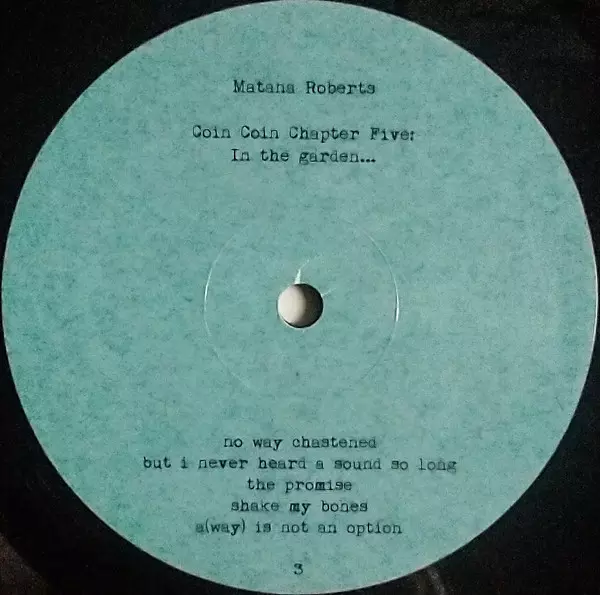 Matana Roberts
Coin Coin Chapter Five:
In the garden...
no way chastened
but i never heard a sound so long
the promise
shake my bones
a(way) is not an option
3